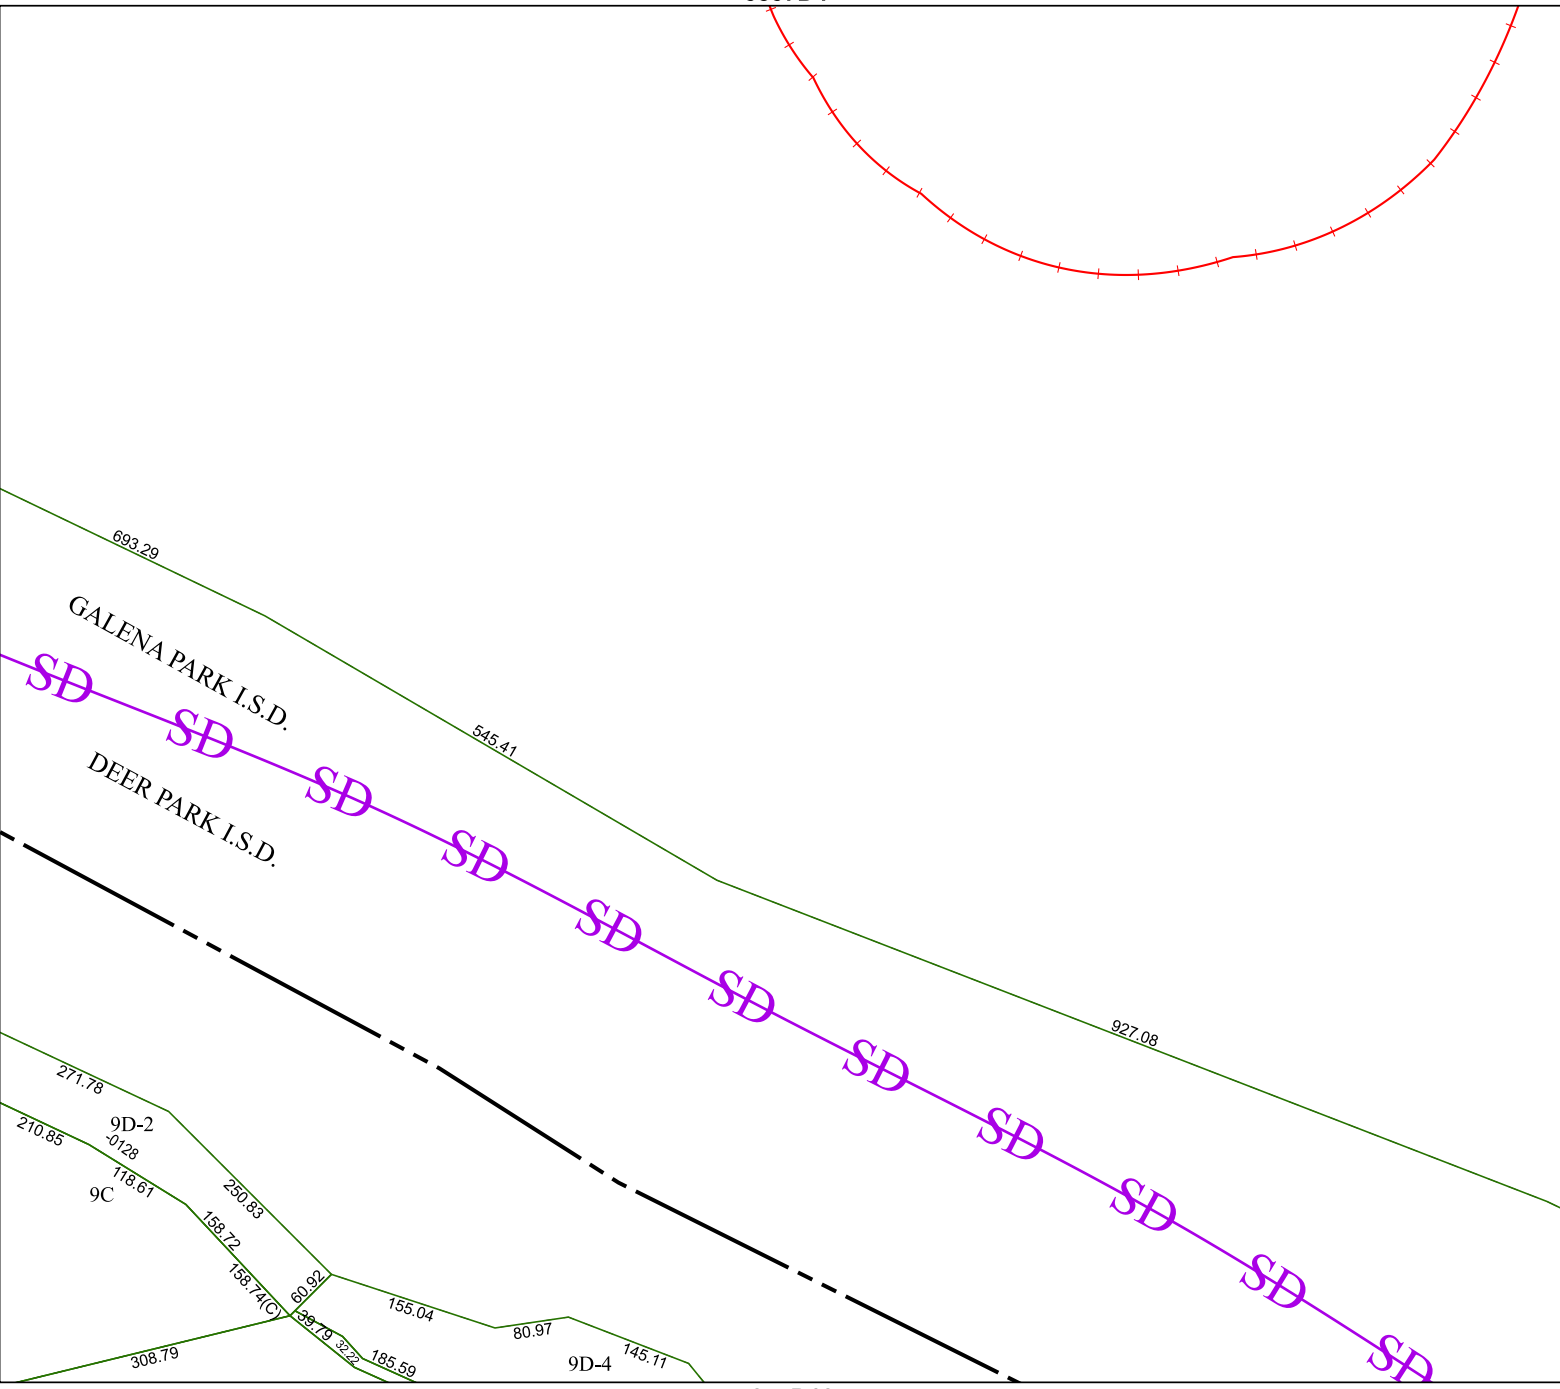 693.29
GALENA PARK I.S.D.
SD
SD
545.41
DEER PARK I.S.D.
SD
SD
SD
SD
927.08
SD
SD
SD
SD
SD
271.78
9D-2
210.85
-0128
118.61
9C
250.83
158.72
158.74(C)
60.92
155.04
39.79
32.22
80.97
145.11
308.79
185.59
9D-4